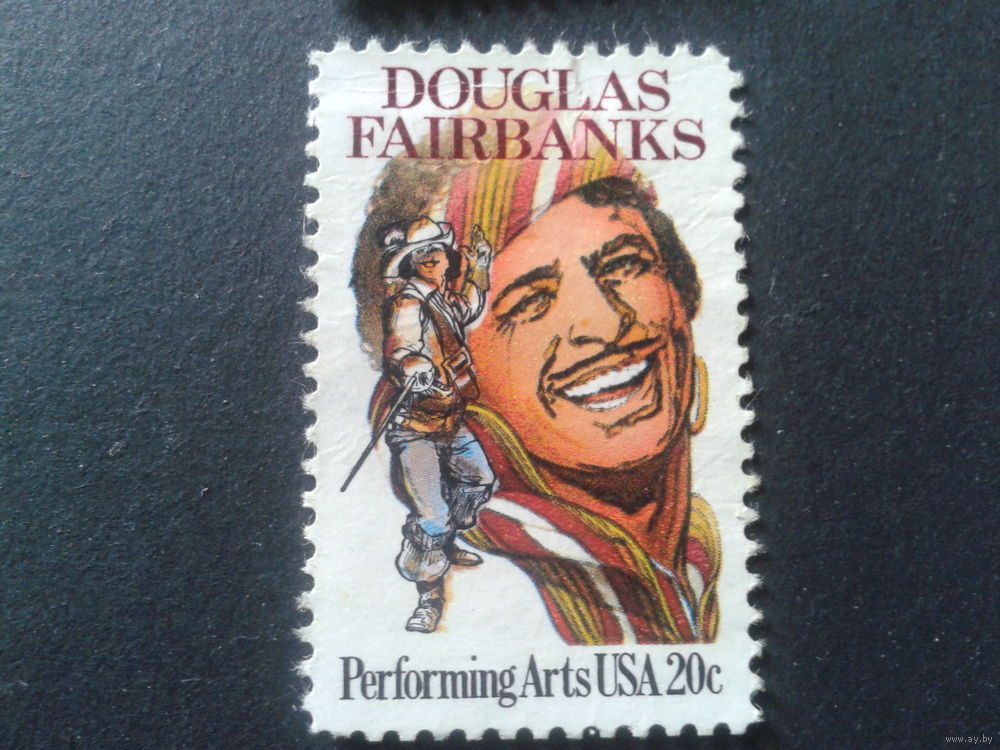 DOUGLAS
FAIRBANKS
Performing Arts USA 20c
www.ay.by